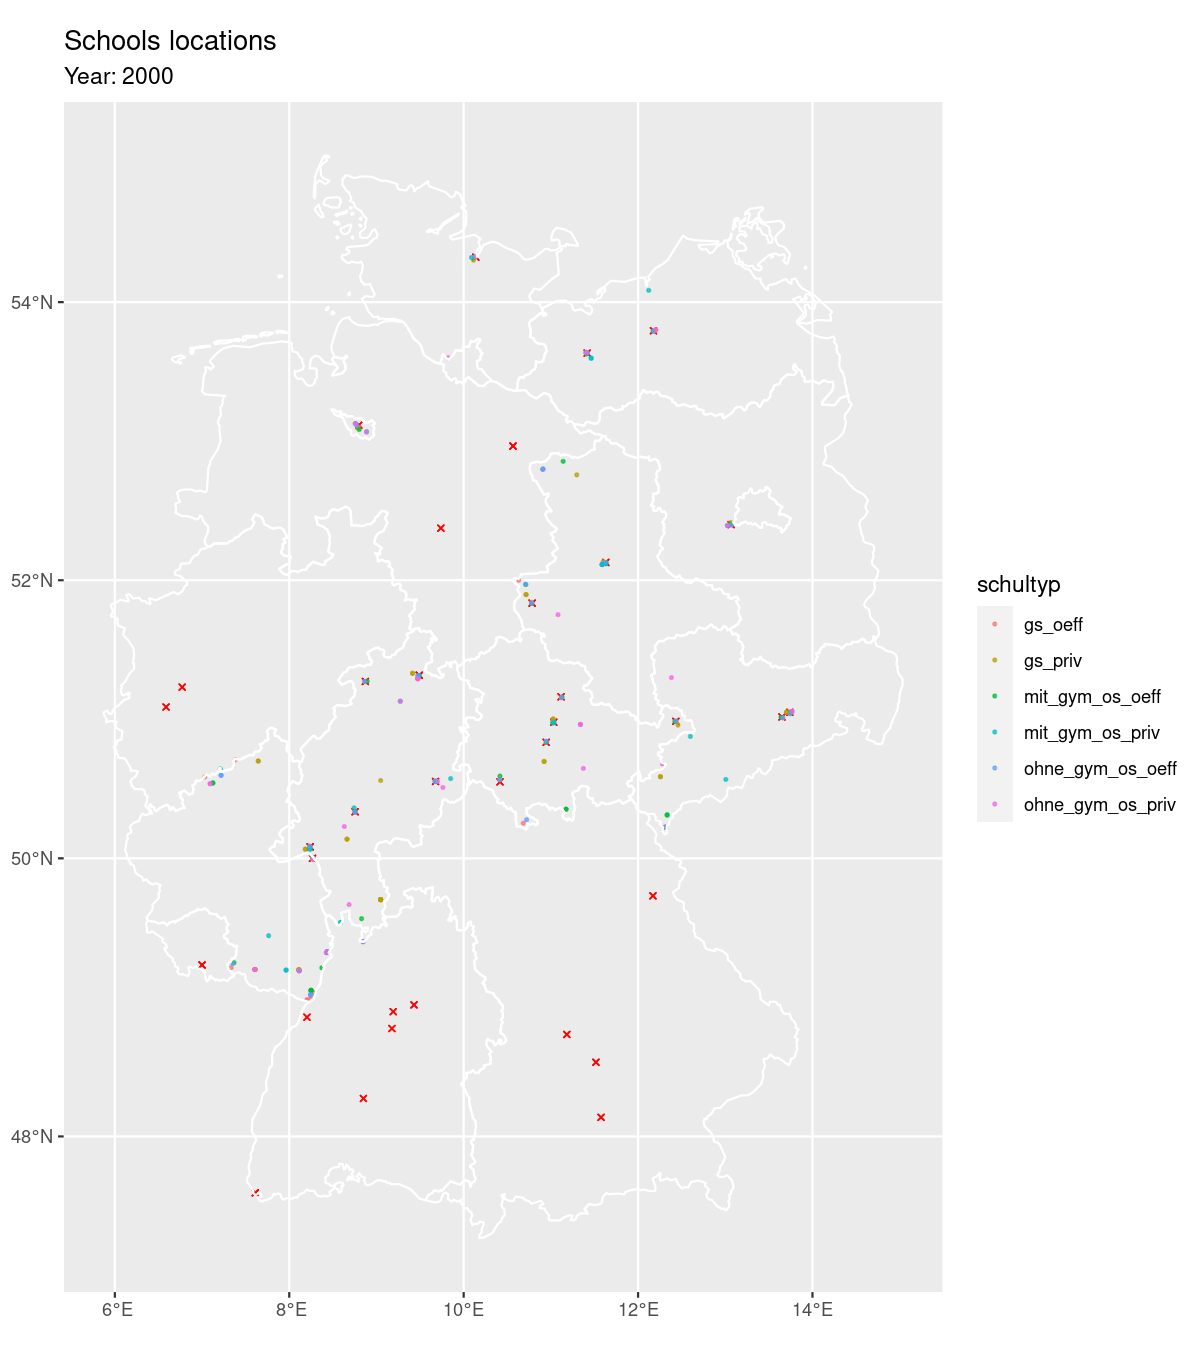 Schools locations
Year: 2000
54°N
52°N
50°N
48°N
6°E
8°E
10°E
12°E
14°E
schultyp
gs_oeff
gs_priv
mit_gym_os_oeff
mit_gym_os_priv
ohne_gym_os_oeff
ohne_gym_os_priv